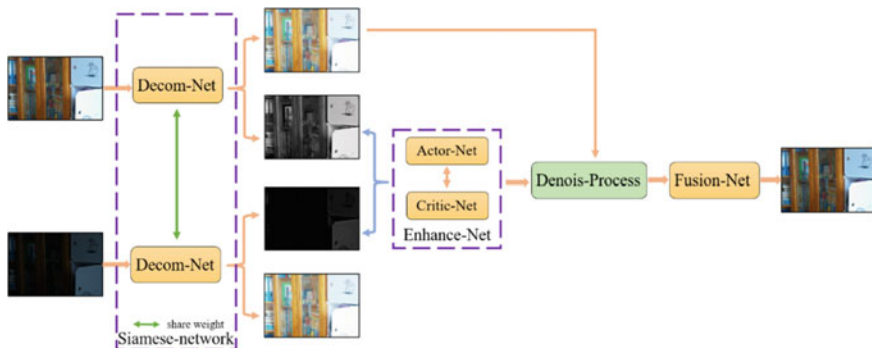 Decom-Net
Actor-Net
Critic-Net
Enhance-Net
Denois-Process
Fusion-Net
Decom-Net
share weight
Siamese-network